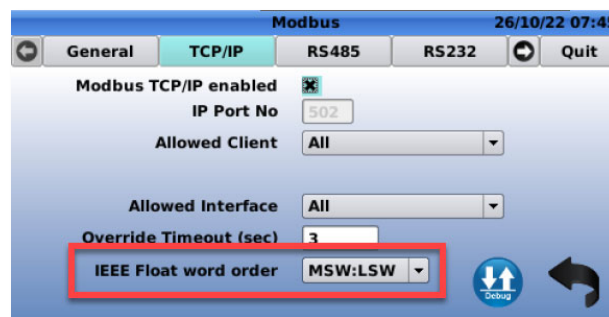 Modbus 26/10/22 07:45
General TCP/IP RS485 RS232 Quit
Modbus TCP/IP enabled
IP Port No 502
Allowed Client All
Allowed Interface All
Override Timeout (sec) 3
IEEE Float word order MSW:LSW
Debug